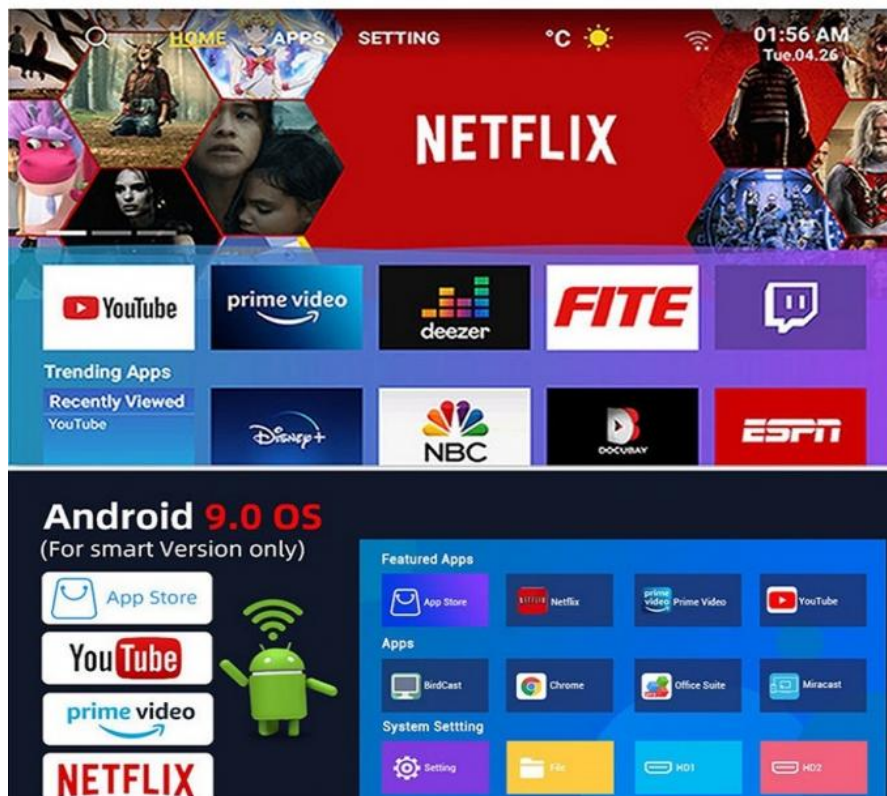 HOME APPS SETTING °C 01:56 AM
Tue.04.26
NETFLIX
YouTube prime video deezer FITE
Trending Apps
Recently Viewed
YouTube
Disney+ NBC DOCUBAY ESPN
Android 9.0 OS
(For smart Version only)
App Store
YouTube
prime video
NETFLIX
Featured Apps
App Store NETFLIX Netflix prime video Prime Video YouTube
Apps
BirdCast Chrome Office Suite Miracast
System Settting
Setting File HD1 HD2